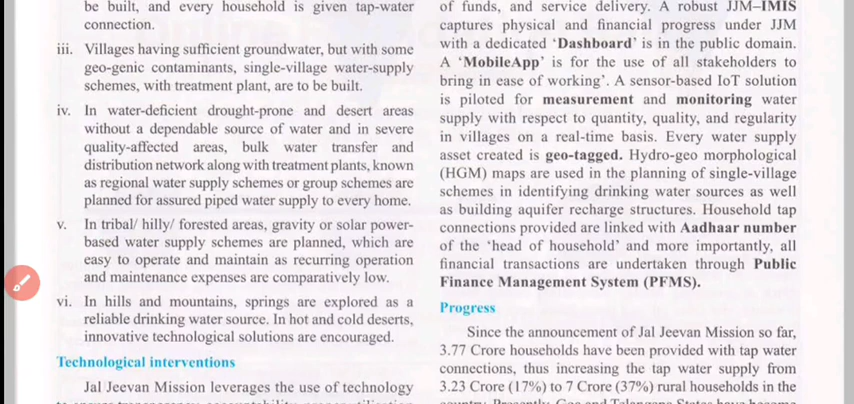 be built, and every household is given tap-water
connection.
iii. Villages having sufficient groundwater, but with some
geo-genic contaminants, single-village water-supply
schemes, with treatment plant, are to be built.
iv. In water-deficient drought-prone and desert areas
without a dependable source of water and in severe
quality-affected areas, bulk water transfer and
distribution network along with treatment plants, known
as regional water supply schemes or group schemes are
planned for assured piped water supply to every home.
v. In tribal/ hilly/ forested areas, gravity or solar power-
based water supply schemes are planned, which are
easy to operate and maintain as recurring operation
and maintenance expenses are comparatively low.
vi. In hills and mountains, springs are explored as a
reliable drinking water source. In hot and cold deserts,
innovative technological solutions are encouraged.
Technological interventions
Jal Jeevan Mission leverages the use of technology
of funds, and service delivery. A robust JJM–IMIS
captures physical and financial progress under JJM
with a dedicated ‘Dashboard’ is in the public domain.
A ‘MobileApp’ is for the use of all stakeholders to
bring in ease of working’. A sensor-based IoT solution
is piloted for measurement and monitoring water
supply with respect to quantity, quality, and regularity
in villages on a real-time basis. Every water supply
asset created is geo-tagged. Hydro-geo morphological
(HGM) maps are used in the planning of single-village
schemes in identifying drinking water sources as well
as building aquifer recharge structures. Household tap
connections provided are linked with Aadhaar number
of the ‘head of household’ and more importantly, all
financial transactions are undertaken through Public
Finance Management System (PFMS).
Progress
Since the announcement of Jal Jeevan Mission so far,
3.77 Crore households have been provided with tap water
connections, thus increasing the tap water supply from
3.23 Crore (17%) to 7 Crore (37%) rural households in the